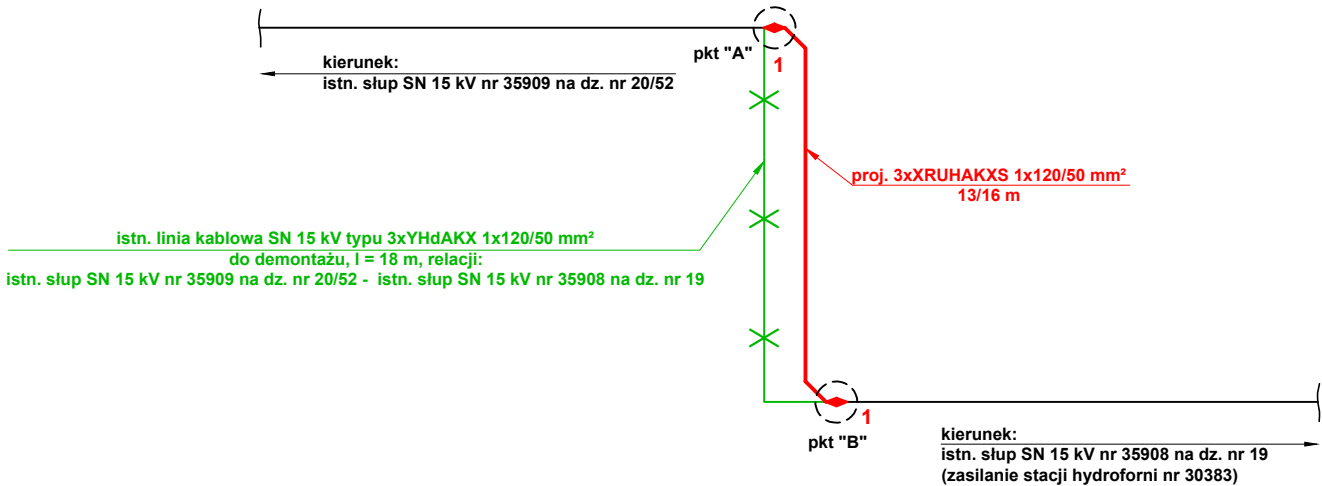 pkt "A"
1
kierunek:
istn. słup SN 15 kV nr 35909 na dz. nr 20/52
proj. 3xXRUHAKXS 1x120/50 mm²
13/16 m
istn. linia kablowa SN 15 kV typu 3xYHdAKX 1x120/50 mm²
do demontażu, l = 18 m, relacji:
istn. słup SN 15 kV nr 35909 na dz. nr 20/52 - istn. słup SN 15 kV nr 35908 na dz. nr 19
1
pkt "B"
kierunek:
istn. słup SN 15 kV nr 35908 na dz. nr 19
(zasilanie stacji hydroforni nr 30383)